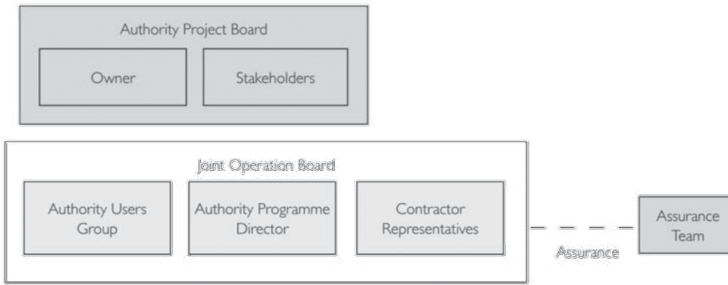 Authority Project Board
Owner
Stakeholders
Joint Operation Board
Authority Users
Group
Authority Programme
Director
Contractor
Representatives
Assurance
Assurance
Team